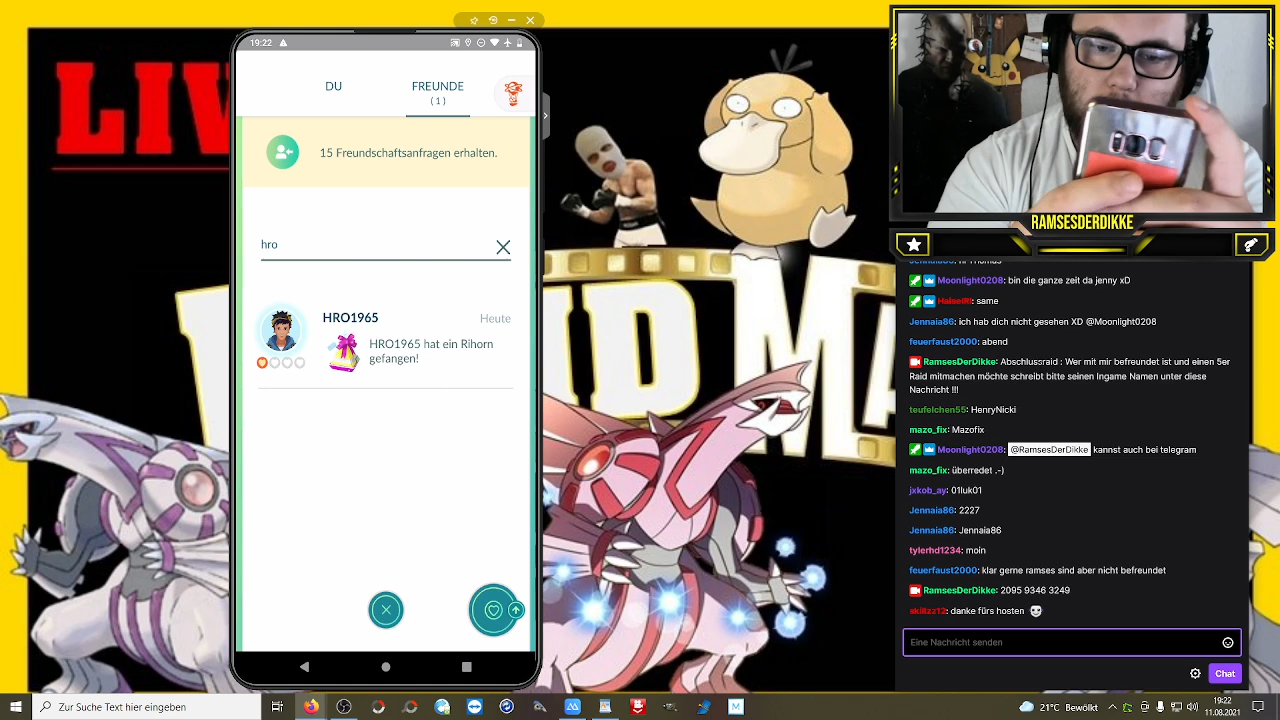 LIV
19:22
DU
FREUNDE
( 1 )
15 Freundschaftsanfragen erhalten.
hro
HRO1965
Heute
HRO1965 hat ein Rihorn
gefangen!
RAMSESDERDIKKE
Moonlight0208: bin die ganze zeit da jenny xD
HaiseiRI: same
Jennaia86: ich hab dich nicht gesehen XD @Moonlight0208
feuerfaust2000: abend
RamsesDerDikke: Abschlussraid : Wer mit mir befreundet ist und einen 5er
Raid mitmachen möchte schreibt bitte seinen Ingame Namen unter diese
Nachricht !!!
teufelchen55: HenryNicki
mazo_fix: Mazofix
Moonlight0208: @RamsesDerDikke kannst auch bei telegram
mazo_fix: überredet .-)
jxkob_ay: 01luk01
Jennaia86: 2227
Jennaia86: Jennaia86
tylerhd1234: moin
feuerfaust2000: klar gerne ramses sind aber nicht befreundet
RamsesDerDikke: 2095 9346 3249
danke fürs hosten
Eine Nachricht senden
Chat
Zur Suche Text hier eingeben
19:22
11.08.2021